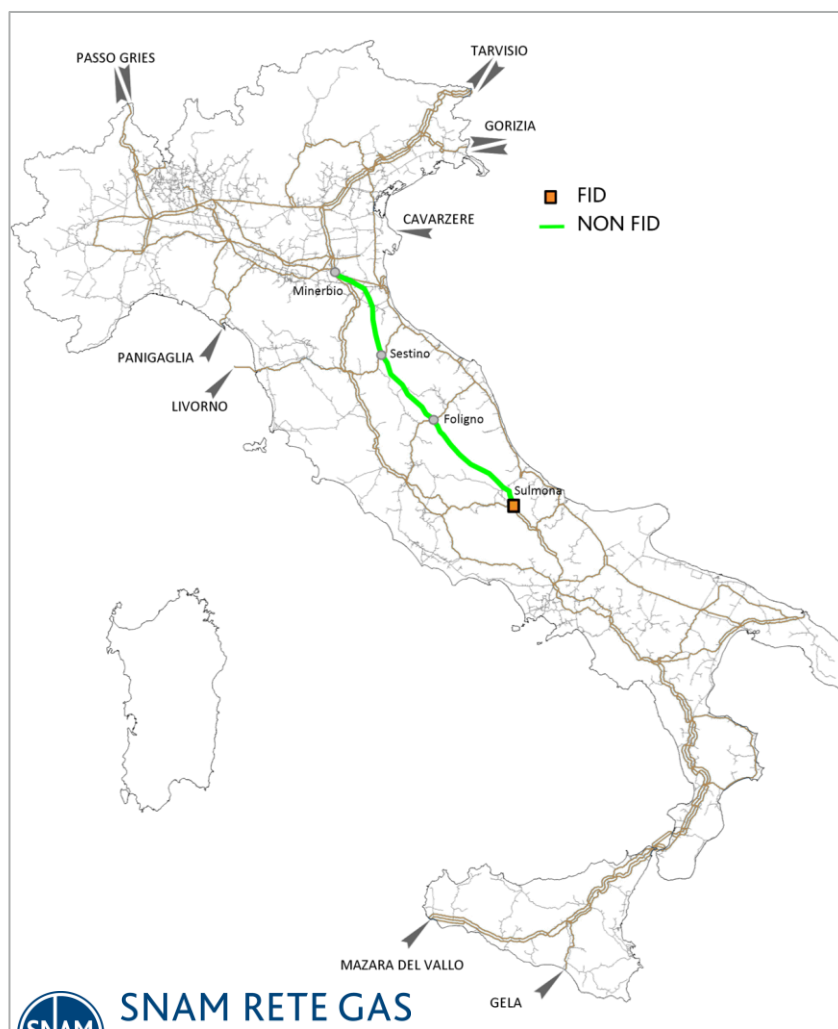 TARVISIO
PASSO GRIES
GORIZIA
FID
NON FID
CAVARZERE
Minerbio
Sestino
PANIGAGLIA
LIVORNO
Foligno
Sulmona
MAZARA DEL VALLO
GELA
SNAM RETE GAS
SNAM